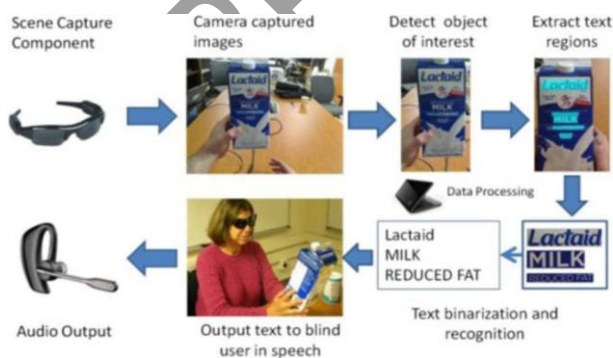 Scene Capture
Component
Camera captured
images
Detect object
of interest
Extract text
regions
Lactaid
MILK
Lactaid
MILK
Lactaid
MILK
Data Processing
Lactaid
MILK
REDUCED FAT
Lactaid
MILK
REDUCED FAT
Audio Output
Output text to blind
user in speech
Text binarization and
recognition